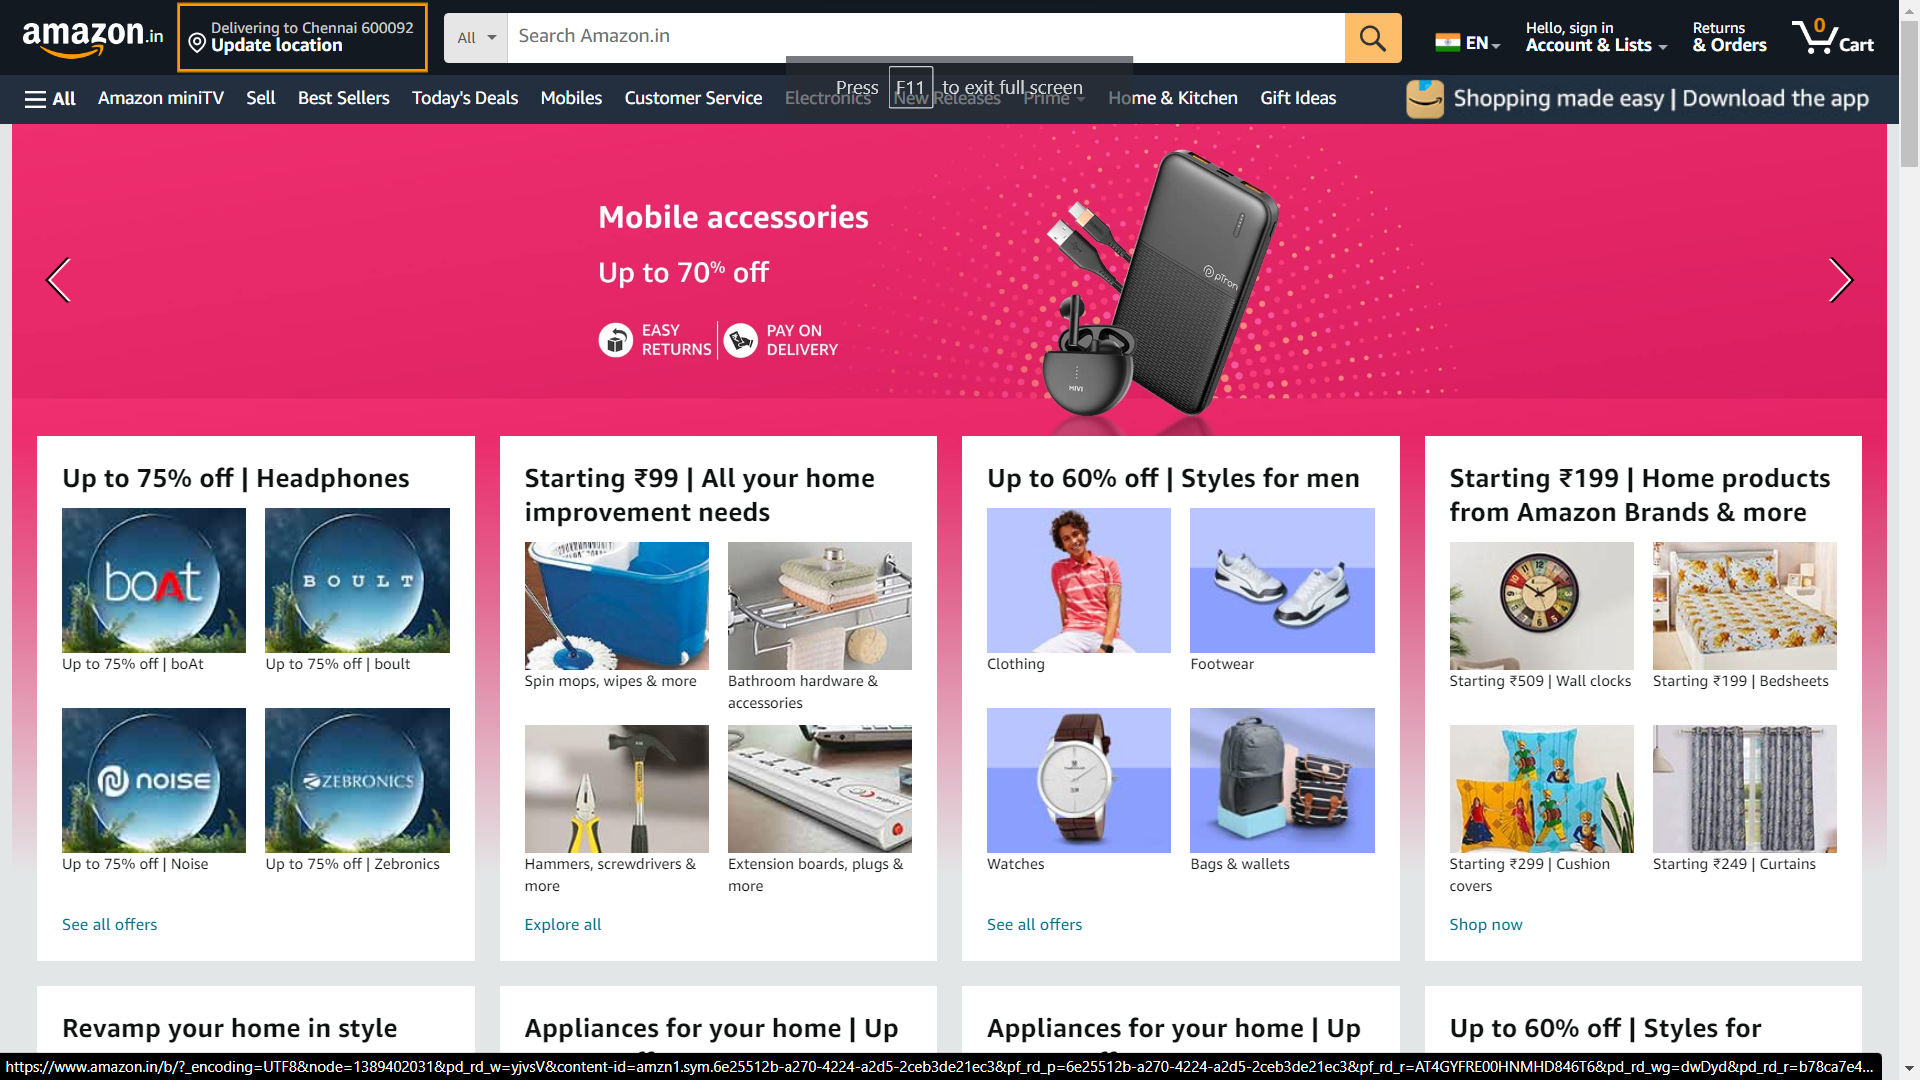 amazon.in
Delivering to Chennai 600092
Update location
All
Search Amazon.in
EN
Hello, sign in
Account & Lists
Returns
& Orders
0
Cart
All
Amazon miniTV
Sell
Best Sellers
Today's Deals
Mobiles
Customer Service
Electronics
New Releases
Prime
Home & Kitchen
Gift Ideas
Shopping made easy | Download the app
Press F11 to exit full screen
Mobile accessories
Up to 70% off
EASY
RETURNS
PAY ON
DELIVERY
pTron
MIVI
Up to 75% off | Headphones
boAt
BOULT
Up to 75% off | boAt
Up to 75% off | boult
NOISE
ZEBRONICS
Up to 75% off | Noise
Up to 75% off | Zebronics
See all offers
Starting ₹99 | All your home
improvement needs
Spin mops, wipes & more
Bathroom hardware &
accessories
wipro
Hammers, screwdrivers &
more
Extension boards, plugs &
more
Explore all
Up to 60% off | Styles for men
Clothing
Footwear
Watches
Bags & wallets
See all offers
Starting ₹199 | Home products
from Amazon Brands & more
Starting ₹509 | Wall clocks
Starting ₹199 | Bedsheets
Starting ₹299 | Cushion
covers
Starting ₹249 | Curtains
Shop now
Revamp your home in style
Appliances for your home | Up
Appliances for your home | Up
Up to 60% off | Styles for
https://www.amazon.in/b/?_encoding=UTF8&node=1389402031&pd_rd_w=yjvsV&content-id=amzn1.sym.6e25512b-a270-4224-a2d5-2ceb3de21ec3&pf_rd_p=6e25512b-a270-4224-a2d5-2ceb3de21ec3&pf_rd_r=AT4GYFRE00HNMHD846T6&pd_rd_wg=dwDyd&pd_rd_r=b78ca7e4...